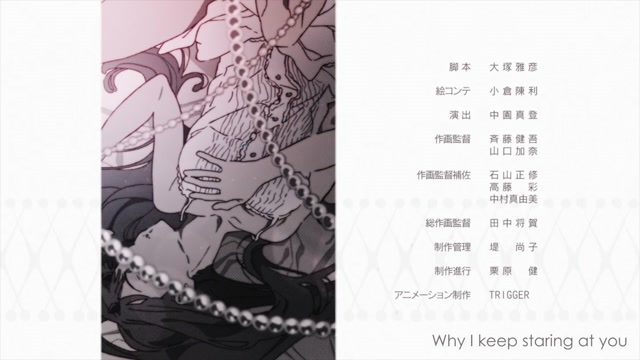 脚本 大塚雅彦
絵コンテ 小倉陳利
演出 中園真登
作画監督 斉藤健吾
山口加奈
作画監督補佐 石山正修
高藤 彩
中村真由美
総作画監督 田中将賀
制作管理 堤 尚子
制作進行 栗原 健
アニメーション制作 TRIGGER
Why I keep staring at you